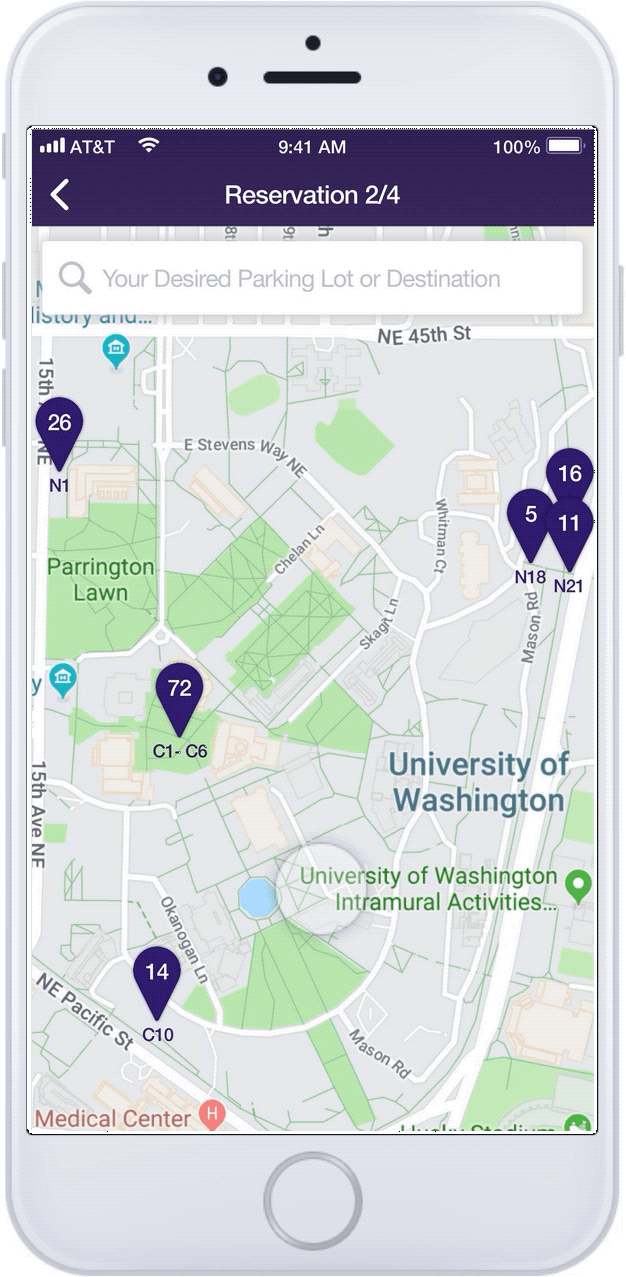 AT&T 9:41 AM 100%
Reservation 2/4
Your Desired Parking Lot or Destination
istory and...
NE 45th St
15th
NE
26
N1
E Stevens Way NE
16
5
11
N18
N21
Whitman Ct
Chelan Ln
Parrington
Lawn
Skagit Ln
Mason Rd
y
72
C1- C6
University of
Washington
15th Ave NE
University of Washington
Intramural Activities...
Okanogan Ln
14
C10
NE Pacific St
Mason Rd
Medical Center
H